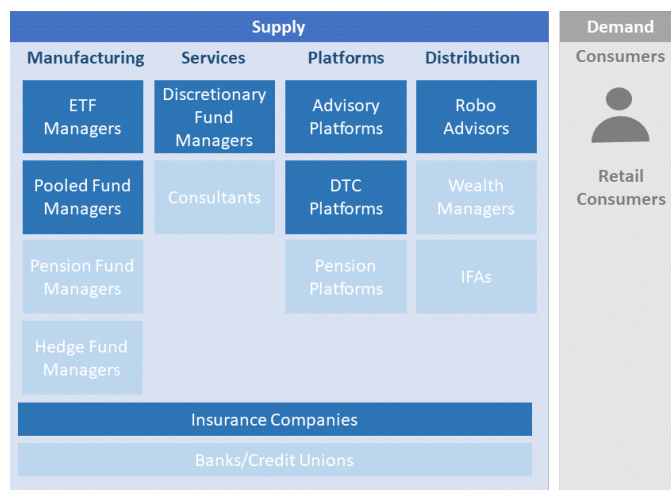 Supply
Demand
Manufacturing
Services
Platforms
Distribution
Consumers
ETF
Managers
Discretionary
Fund
Managers
Advisory
Platforms
Robo
Advisors
Pooled Fund
Managers
Consultants
DTC
Platforms
Wealth
Managers
Retail
Consumers
Pension Fund
Managers
Pension
Platforms
IFAs
Hedge Fund
Managers
Insurance Companies
Banks/Credit Unions